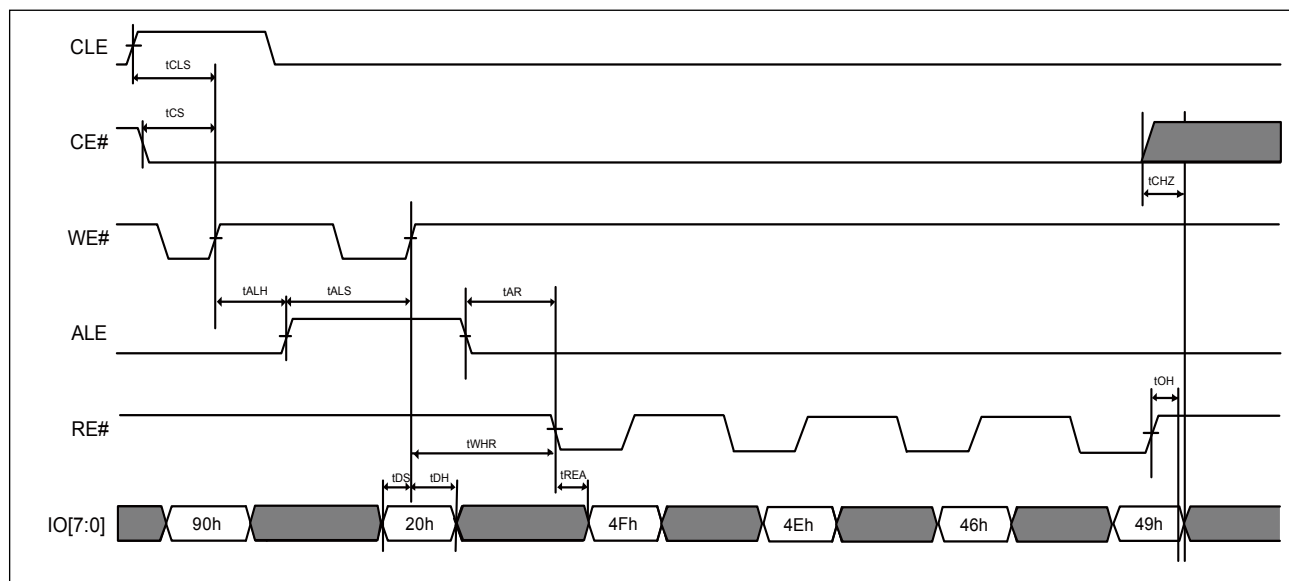 CLE
tCLS
CE#
tCS
tCHZ
WE#
tALH tALS tAR
ALE
tOH
RE#
tWHR
tDS tDH tREA
IO[7:0] 90h 20h 4Fh 4Eh 46h 49h